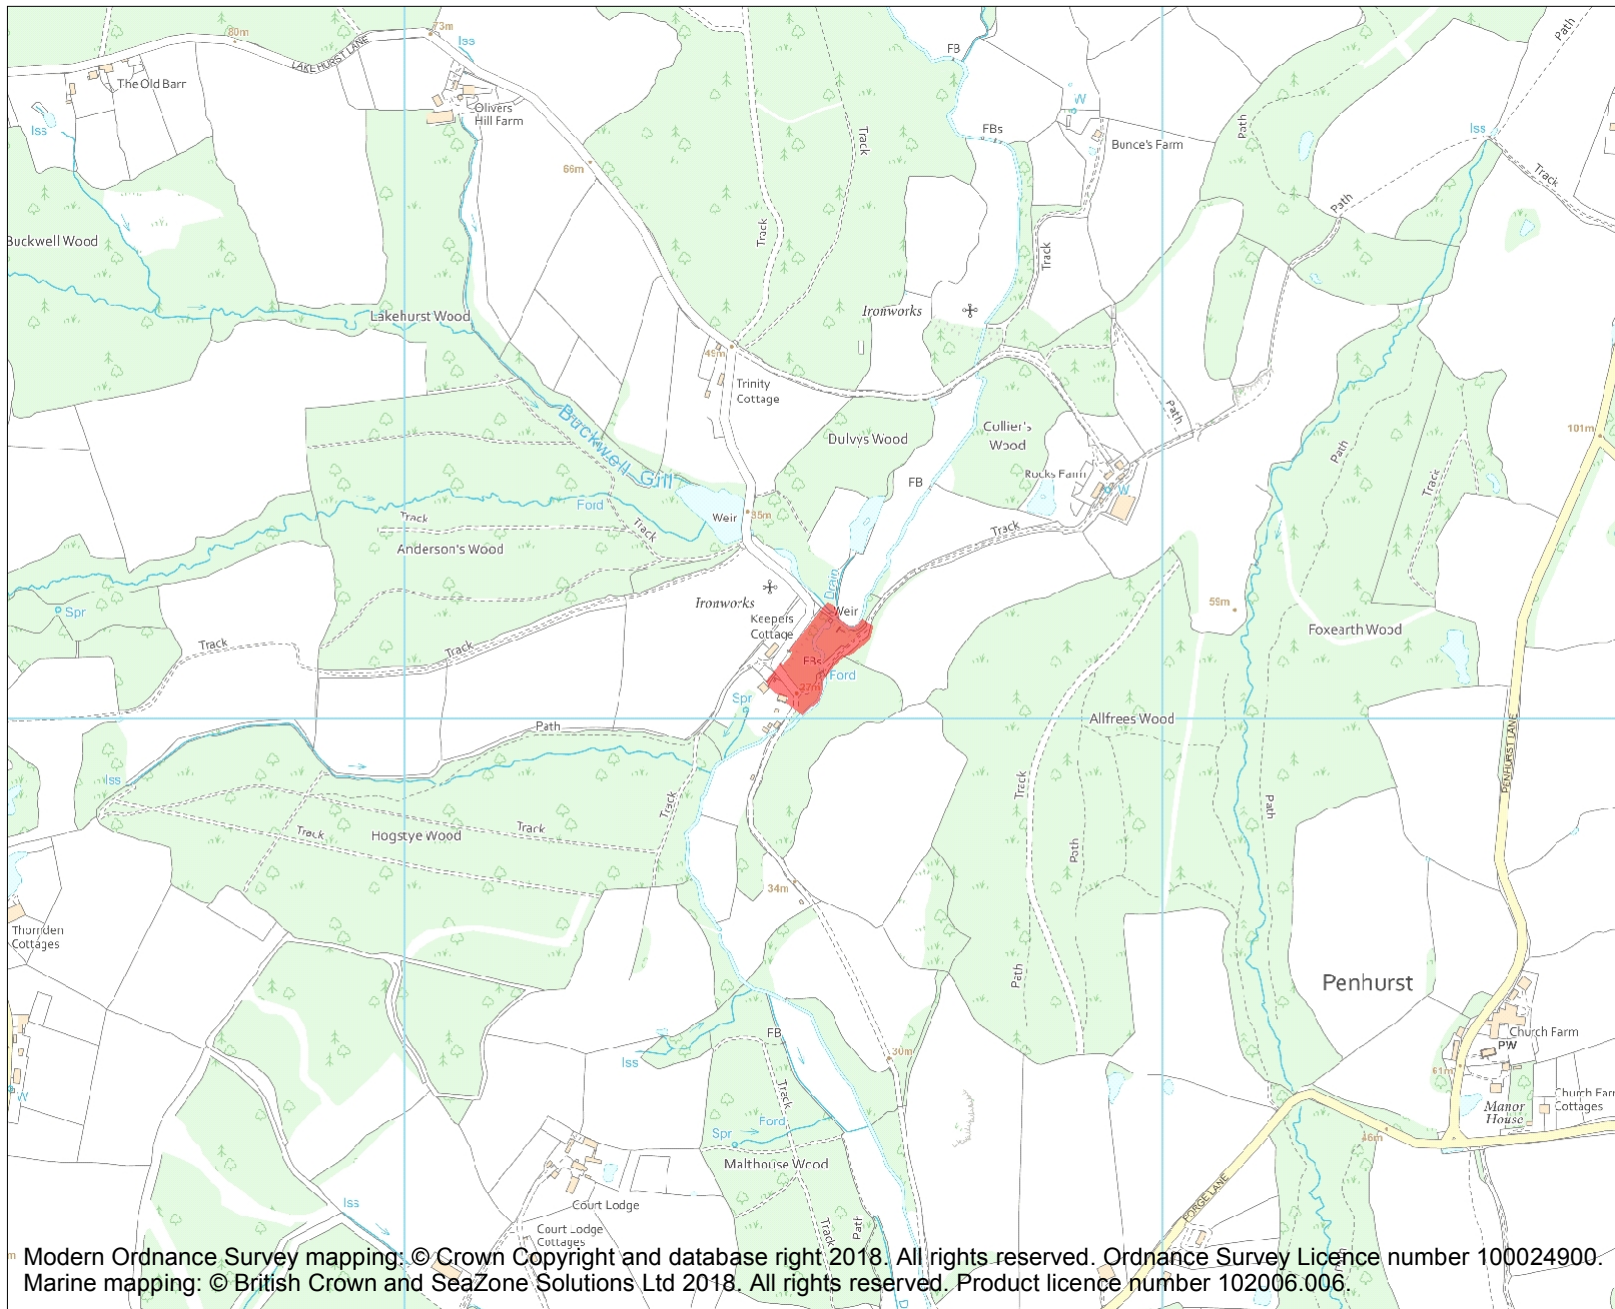 80m
73m
Iss
FB
Path
LAKEHURST LANE
The Old Barr
Olivers
Hill Farm
W
Iss
FBs
Bunce's Farm
Track
Path
Iss
66m
Track
Path
Buckwell Wood
Track
Track
Lakehurst Wood
Ironworks
49m
Trinity
Cottage
Path
Buckwell Gill
Dulvys Wood
Collier's
Wood
101m
Path
FB
Rocks Farm
W
Track
Ford
Weir
35m
Track
Track
Track
Anderson's Wood
Drain
Spr
Ironworks
Weir
59m
Keepers
Cottage
Foxearth Wood
Track
Track
FBs
Ford
27m
Spr
Path
Allfrees Wood
PENHURST LANE
Iss
Track
Track
Path
Track
Track
Hogstye Wood
Path
34m
Thornden
Cottages
Path
Penhurst
FB
Church Farm
PW
Iss
30m
61m
W
Track
Manor
House
Church Far
Cottages
Ford
Spr
46m
Malthouse Wood
FORGE LANE
Iss
Court Lodge
Court Lodge
Cottages
Track
Path
Path
Modern Ordnance Survey mapping: © Crown Copyright and database right 2018. All rights reserved. Ordnance Survey Licence number 100024900.
Marine mapping: © British Crown and SeaZone Solutions Ltd 2018. All rights reserved. Product licence number 102006.006.